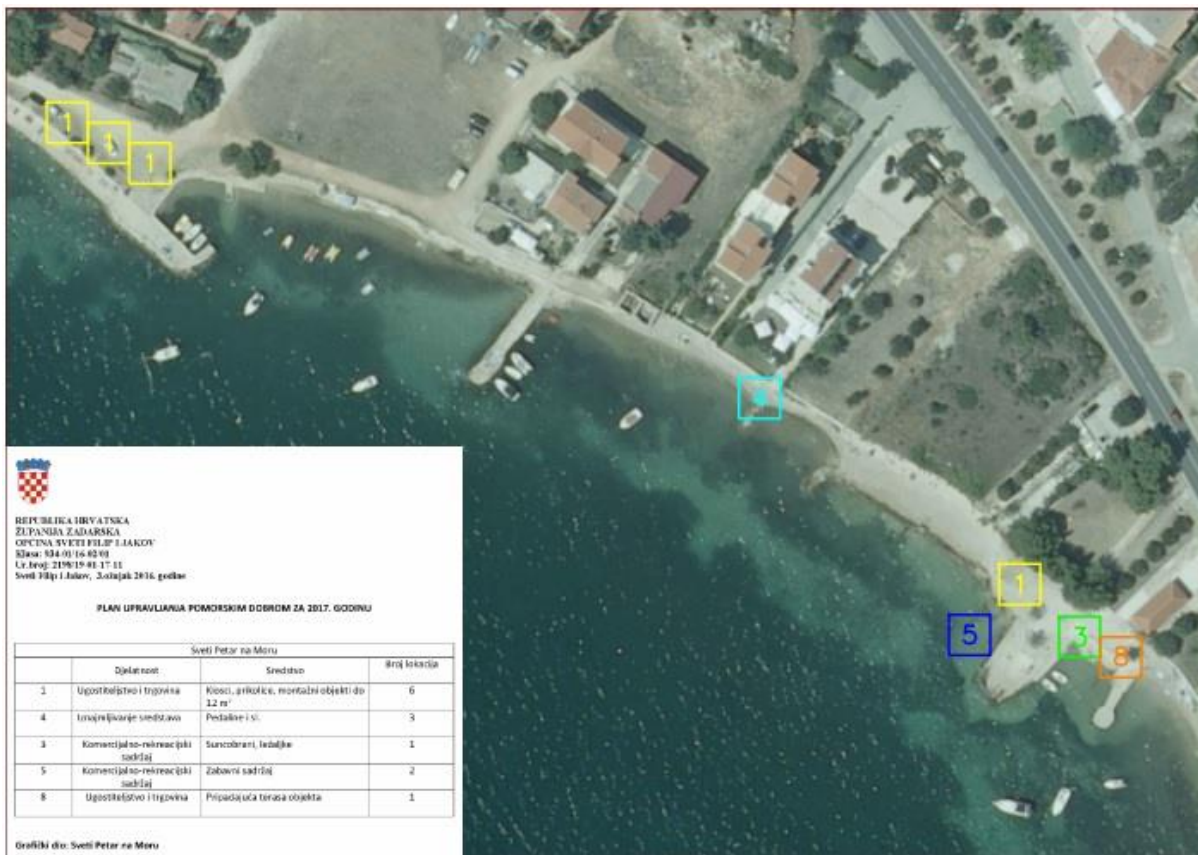 1
1
1
4
1
5
3
8
REPUBLIKA HRVATSKA
ŽUPANIJA ZADARSKA
OPĆINA SVETI FILIP I JAKOV
Klasa: 934-01/16-02/01
Ur.broj: 2198/19-01-17-11
Sveti Filip i Jakov, 2.ožujak 2016. godine
PLAN UPRAVLJANJA POMORSKIM DOBROM ZA 2017. GODINU
Sveti Petar na Moru
Djelatnost Sredstvo Broj lokacija
1 Ugostiteljstvo i trgovina Kiosci, prikolice, montažni objekti do 6
12 m²
4 Iznajmljivanje sredstava Pedaline i sl. 3
3 Komercijalno-rekreacijski Suncobrani, ležaljke 1
sadržaj
5 Komercijalno-rekreacijski Zabavni sadržaj 2
sadržaj
8 Ugostiteljstvo i trgovina Pripadajuća terasa objekta 1
Grafički dio: Sveti Petar na Moru